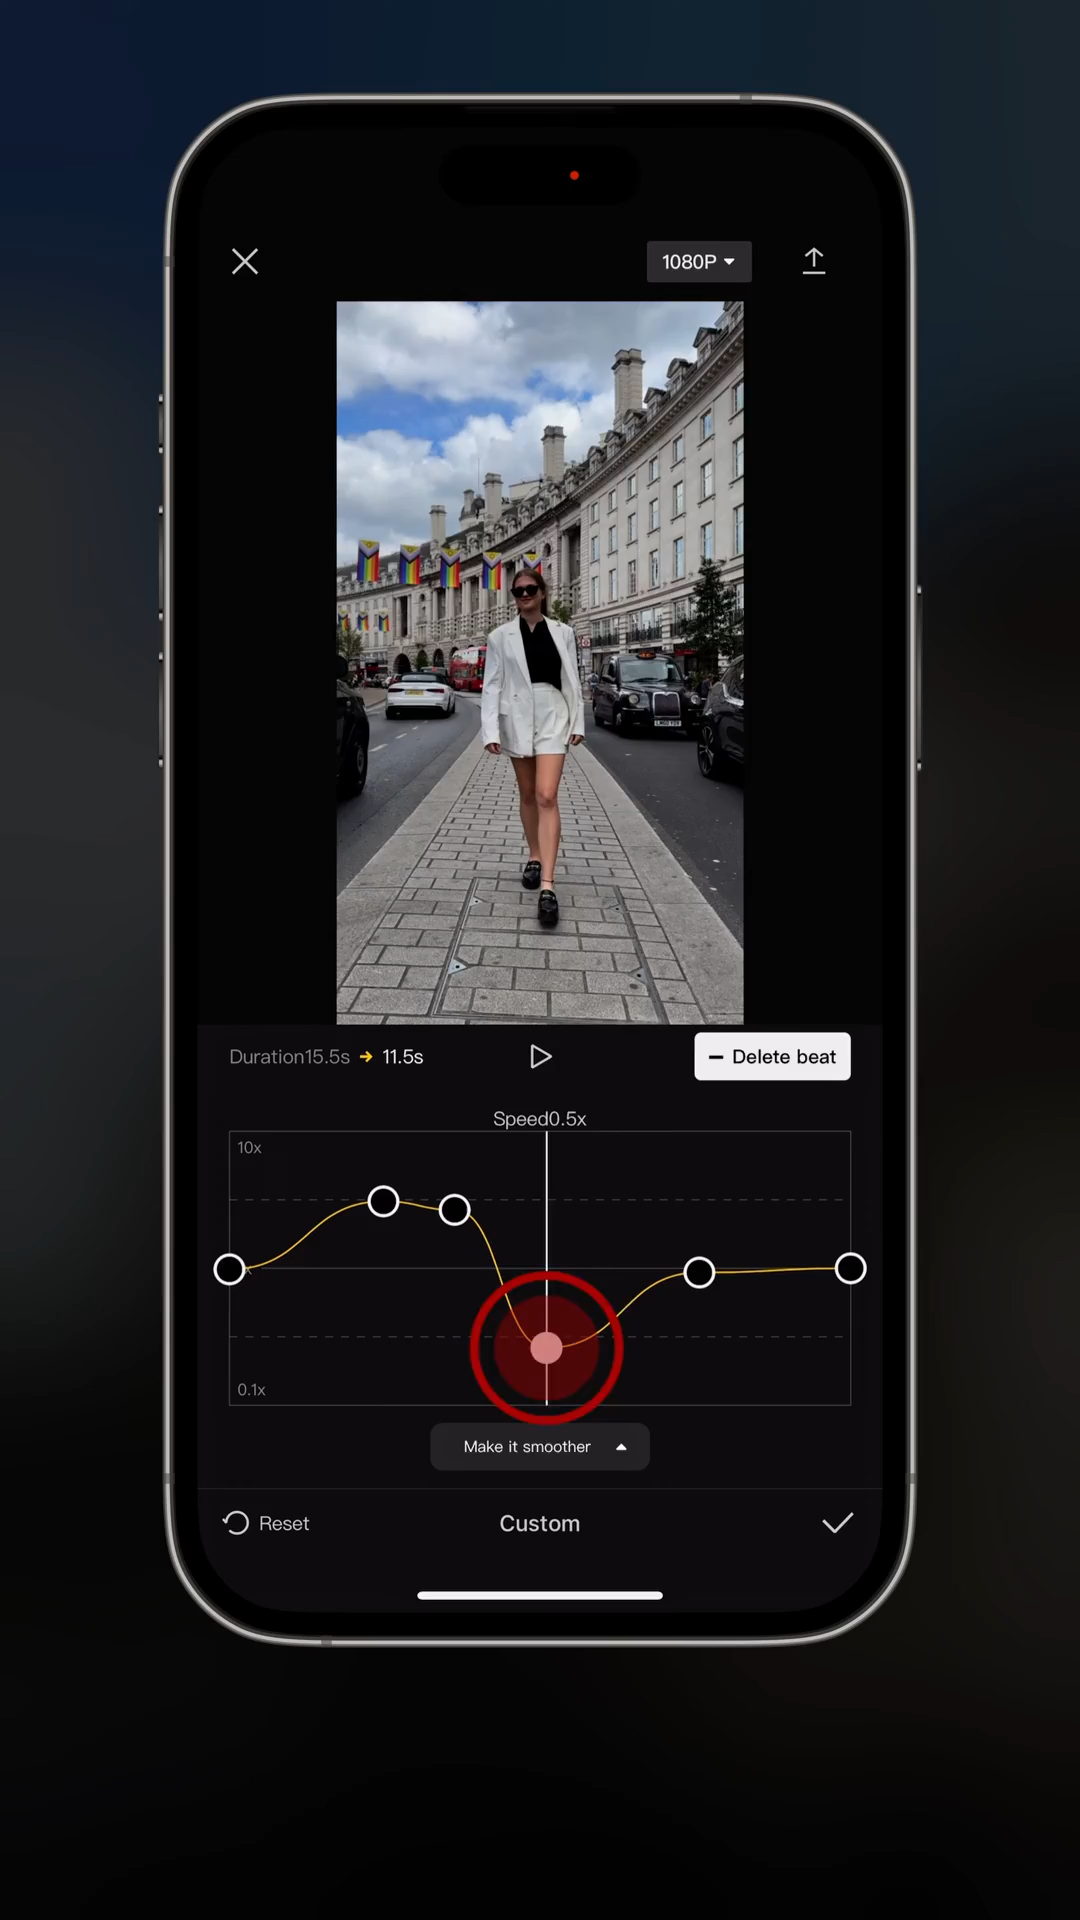 1080P
Duration15.5s → 11.5s
Delete beat
Speed0.5x
10x
0.1x
Make it smoother
Reset
Custom